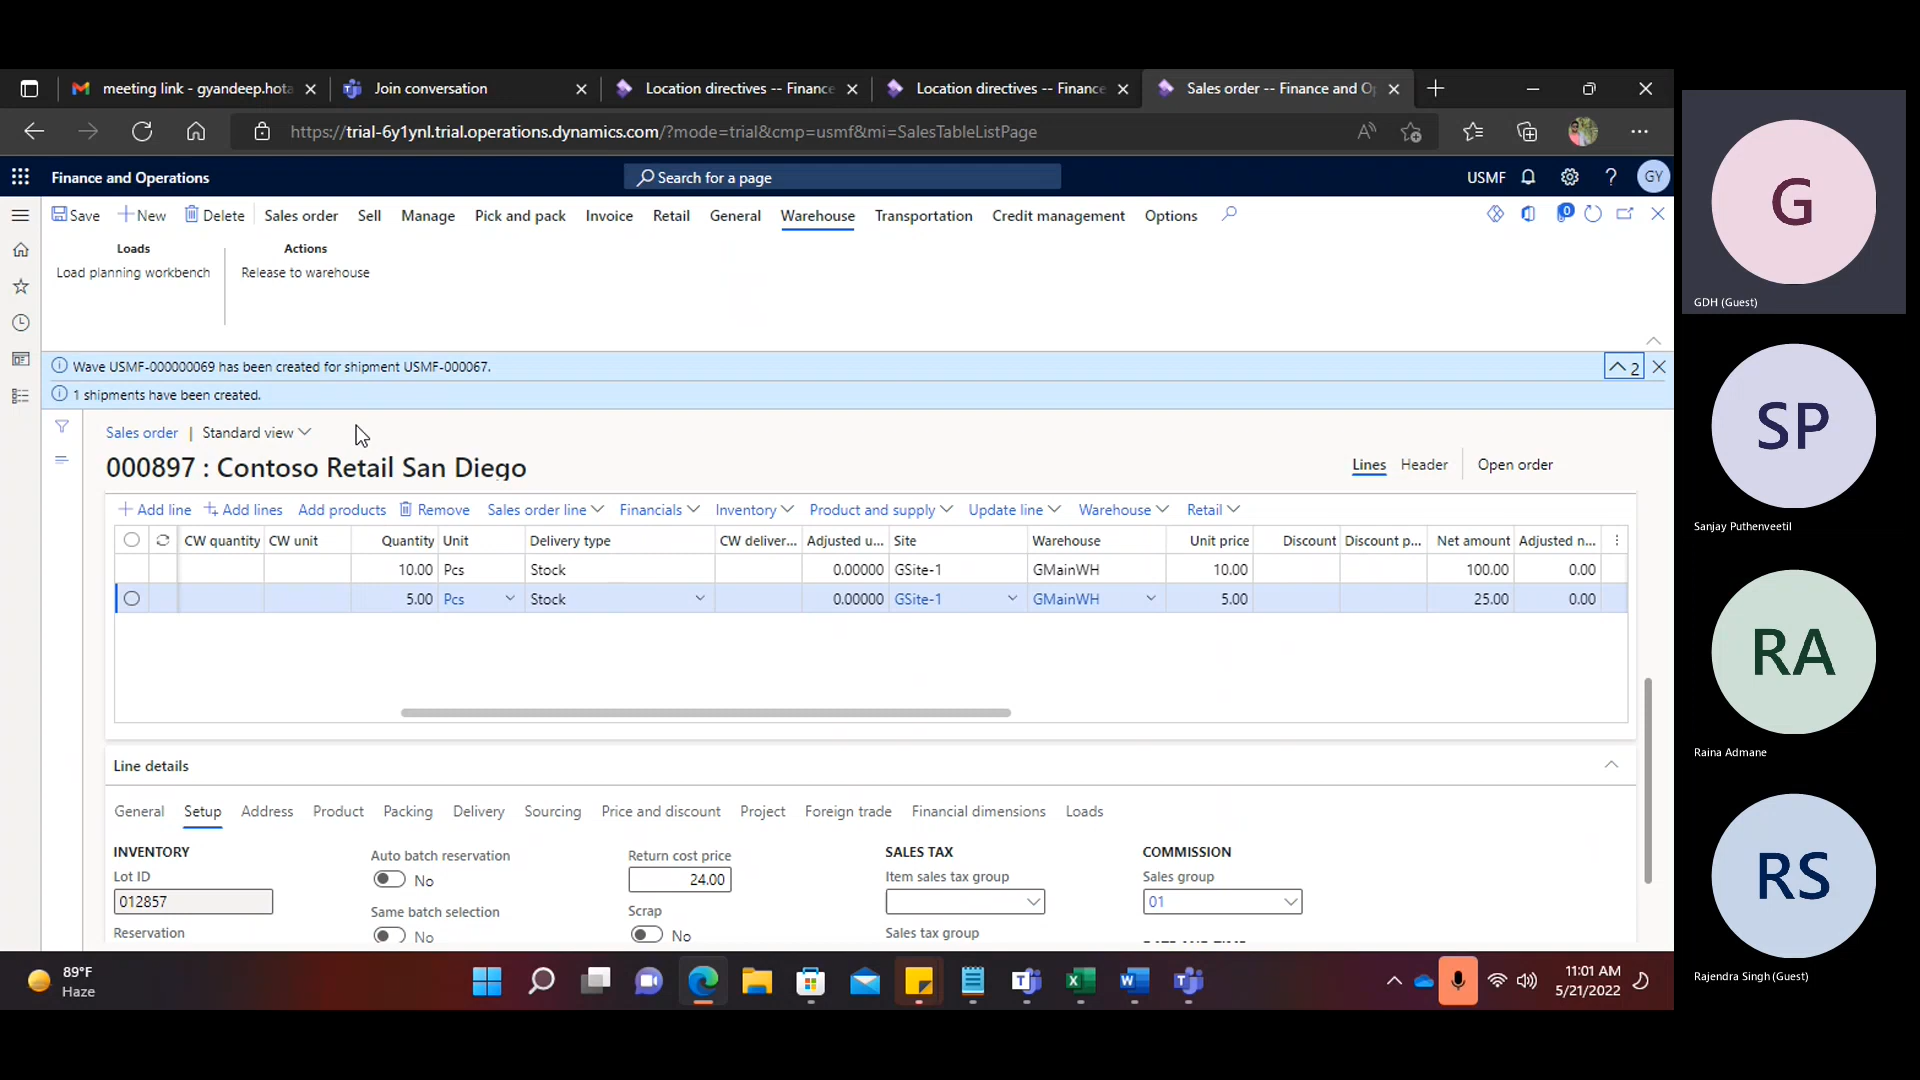 meeting link - gyandeep.hota
Join conversation
Location directives -- Finance
Location directives -- Finance
Sales order -- Finance and Op
https://trial-6y1ynl.trial.operations.dynamics.com/?mode=trial&cmp=usmf&mi=SalesTableListPage
Finance and Operations
Search for a page
USMF
GY
Save
New
Delete
Sales order
Sell
Manage
Pick and pack
Invoice
Retail
General
Warehouse
Transportation
Credit management
Options
0
Loads
Actions
Load planning workbench
Release to warehouse
Wave USMF-000000069 has been created for shipment USMF-000067.
2
1 shipments have been created.
Sales order | Standard view
000897 : Contoso Retail San Diego
Lines
Header
Open order
Add line
Add lines
Add products
Remove
Sales order line
Financials
Inventory
Product and supply
Update line
Warehouse
Retail
CW quantity CW unit Quantity Unit Delivery type CW deliver... Adjusted u... Site Warehouse Unit price Discount Discount p... Net amount Adjusted n...
10.00 Pcs Stock 0.00000 GSite-1 GMainWH 10.00 100.00 0.00
5.00 Pcs Stock 0.00000 GSite-1 GMainWH 5.00 25.00 0.00
Line details
General
Setup
Address
Product
Packing
Delivery
Sourcing
Price and discount
Project
Foreign trade
Financial dimensions
Loads
INVENTORY
Lot ID
012857
Reservation
Auto batch reservation
No
Same batch selection
No
Return cost price
24.00
Scrap
No
SALES TAX
Item sales tax group
Sales tax group
COMMISSION
Sales group
01
89°F
Haze
11:01 AM
5/21/2022
G
GDH (Guest)
SP
Sanjay Puthenveetil
RA
Raina Admane
RS
Rajendra Singh (Guest)